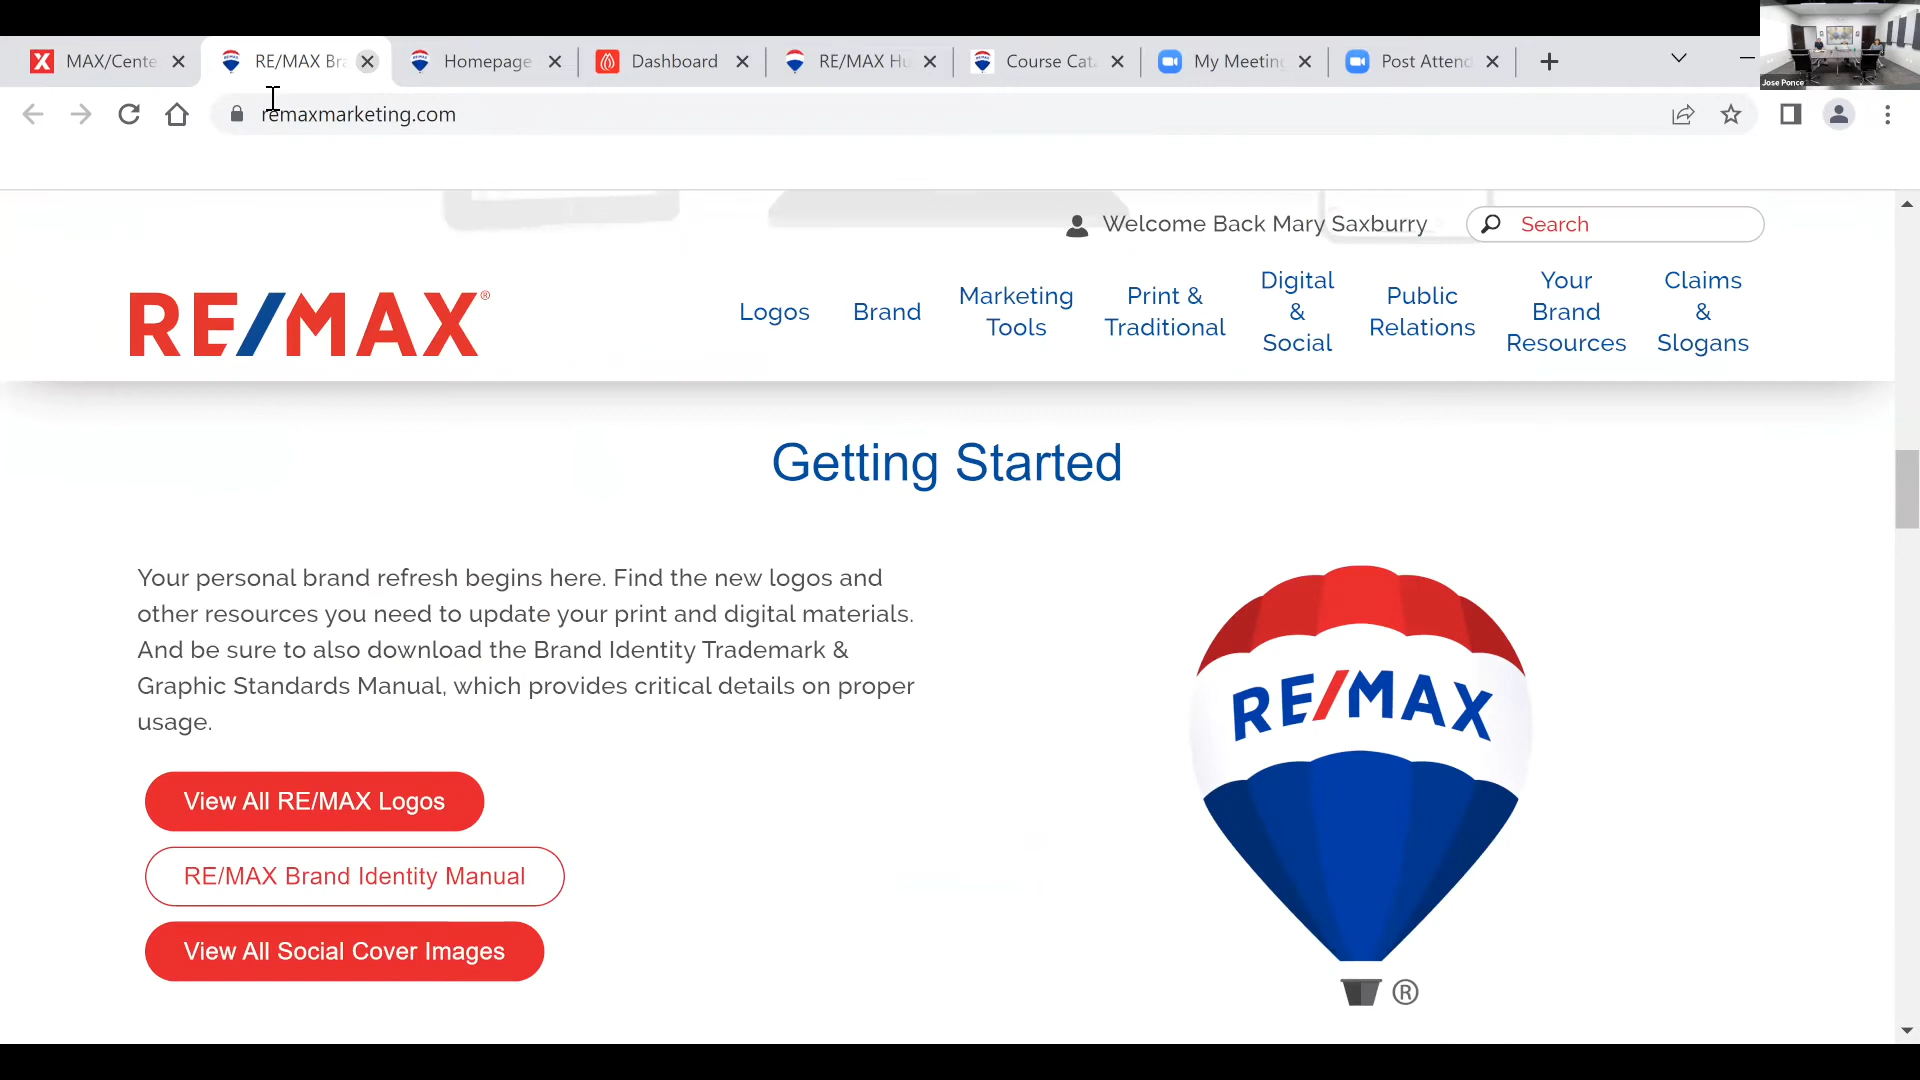 MAX/Cente
RE/MAX Bra
Homepage
Dashboard
RE/MAX Hu
Course Cata
My Meeting
Post Attend
Jose Ponce
remaxmarketing.com
Welcome Back Mary Saxburry
Search
RE/MAX®
Logos
Brand
Marketing
Tools
Print &
Traditional
Digital
&
Social
Public
Relations
Your
Brand
Resources
Claims
&
Slogans
Getting Started
Your personal brand refresh begins here. Find the new logos and
other resources you need to update your print and digital materials.
And be sure to also download the Brand Identity Trademark &
Graphic Standards Manual, which provides critical details on proper
usage.
View All RE/MAX Logos
RE/MAX Brand Identity Manual
View All Social Cover Images
RE/MAX
®